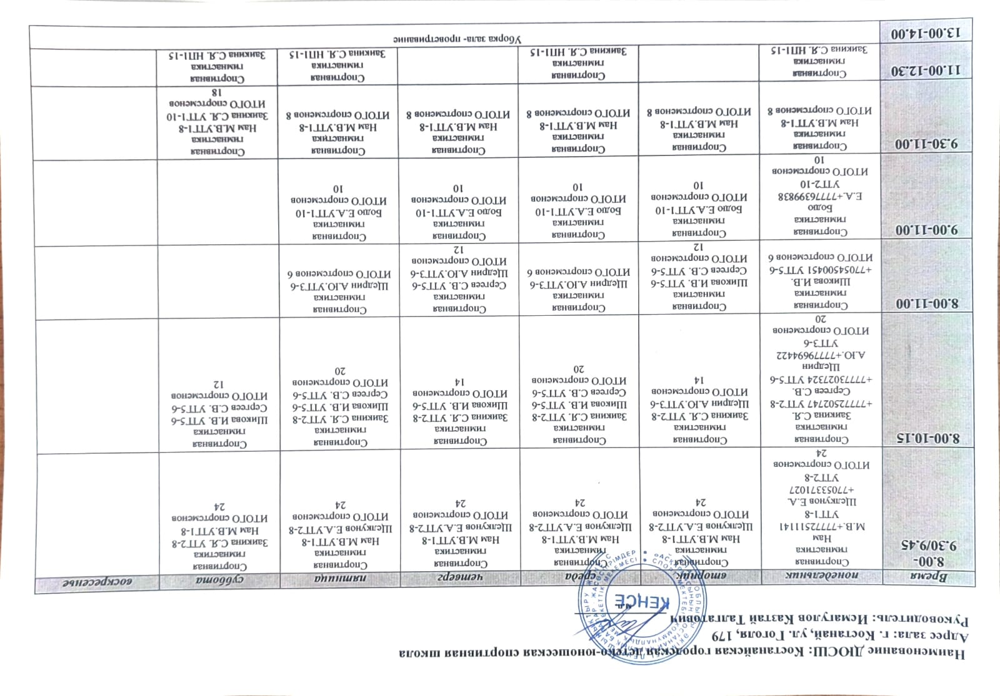 Наименование ДЮСШ: Костанайская городская детско-юношеская спортивная школа
Адрес зала: г. Костанай, ул. Гоголя, 179
Руководитель: Исмагулов Казтай Талгатович
м.п.
КЕҢСЕ
Время понедельник вторник среда четверг пятница суббота воскресенье
8.00-
9.30/9.45
Спортивная
гимнастика
Нам
М.В.+77772511141
УТГ1-8
Щелкунов Е.А.
+77053371027
УТГ2-8
ИТОГО спортсменов
24
Спортивная
гимнастика
Нам М.В.УТГ1-8
Щелкунов Е.А.УТГ2-8
ИТОГО спортсменов
24
Спортивная
гимнастика
Нам М.В.УТГ1-8
Щелкунов Е.А.УТГ2-8
ИТОГО спортсменов
24
Спортивная
гимнастика
Нам М.В.УТГ1-8
Щелкунов Е.А.УТГ2-8
ИТОГО спортсменов
24
Спортивная
гимнастика
Нам М.В.УТГ1-8
Щелкунов Е.А.УТГ2-8
ИТОГО спортсменов
24
Спортивная
гимнастика
Заикина С.Я. УТГ2-8
Нам М.В.УТГ1-8
ИТОГО спортсменов
24
8.00-10.15
Спортивная
гимнастика
Заикина С.Я.
+77772502747 УТГ2-8
Сергеев С.В.
+77773027324 УТГ5-6
Щедрин
А.Ю.+77779694422
УТГ3-6
ИТОГО спортсменов
20
Спортивная
гимнастика
Заикина С.Я. УТГ2-8
Щедрин А.Ю.УТГ3-6
ИТОГО спортсменов
14
Спортивная
гимнастика
Заикина С.Я. УТГ2-8
Шикова И.В. УТГ5-6
Сергеев С.В. УТГ5-6
ИТОГО спортсменов
20
Спортивная
гимнастика
Заикина С.Я. УТГ2-8
Шикова И.В. УТГ5-6
ИТОГО спортсменов
14
Спортивная
гимнастика
Заикина С.Я. УТГ2-8
Шикова И.В. УТГ5-6
Сергеев С.В. УТГ5-6
ИТОГО спортсменов
20
Спортивная
гимнастика
Шикова И.В. УТГ5-6
Сергеев С.В. УТГ5-6
ИТОГО спортсменов
12
8.00-11.00
Спортивная
гимнастика
Шикова И.В.
+77054500451 УТГ5-6
ИТОГО спортсменов 6
Спортивная
гимнастика
Шикова И.В. УТГ5-6
Сергеев С.В. УТГ5-6
ИТОГО спортсменов
12
Спортивная
гимнастика
Щедрин А.Ю.УТГ3-6
ИТОГО спортсменов 6
Спортивная
гимнастика
Сергеев С.В. УТГ5-6
Щедрин А.Ю.УТГ3-6
ИТОГО спортсменов
12
Спортивная
гимнастика
Щедрин А.Ю.УТГ3-6
ИТОГО спортсменов 6
9.00-11.00
Спортивная
гимнастика
Бодю
Е.А.+77776399838
УТГ2-10
ИТОГО спортсменов
10
Спортивная
гимнастика
Бодю Е.А.УТГ1-10
ИТОГО спортсменов
10
Спортивная
гимнастика
Бодю Е.А.УТГ1-10
ИТОГО спортсменов
10
Спортивная
гимнастика
Бодю Е.А.УТГ1-10
ИТОГО спортсменов
10
Спортивная
гимнастика
Бодю Е.А.УТГ1-10
ИТОГО спортсменов
10
9.30-11.00
Спортивная
гимнастика
Нам М.В.УТГ1-8
ИТОГО спортсменов 8
Спортивная
гимнастика
Нам М.В.УТГ1-8
ИТОГО спортсменов 8
Спортивная
гимнастика
Нам М.В.УТГ1-8
ИТОГО спортсменов 8
Спортивная
гимнастика
Нам М.В.УТГ1-8
ИТОГО спортсменов 8
Спортивная
гимнастика
Нам М.В.УТГ1-8
ИТОГО спортсменов 8
Спортивная
гимнастика
Нам М.В.УТГ1-8
Заикина С.Я. УТГ1-10
ИТОГО спортсменов
18
11.00-12.30
Спортивная
гимнастика
Заикина С.Я. НП1-15
Спортивная
гимнастика
Заикина С.Я. НП1-15
Спортивная
гимнастика
Заикина С.Я. НП1-15
Спортивная
гимнастика
Заикина С.Я. НП1-15
13.00-14.00
Уборка зала- провстривание